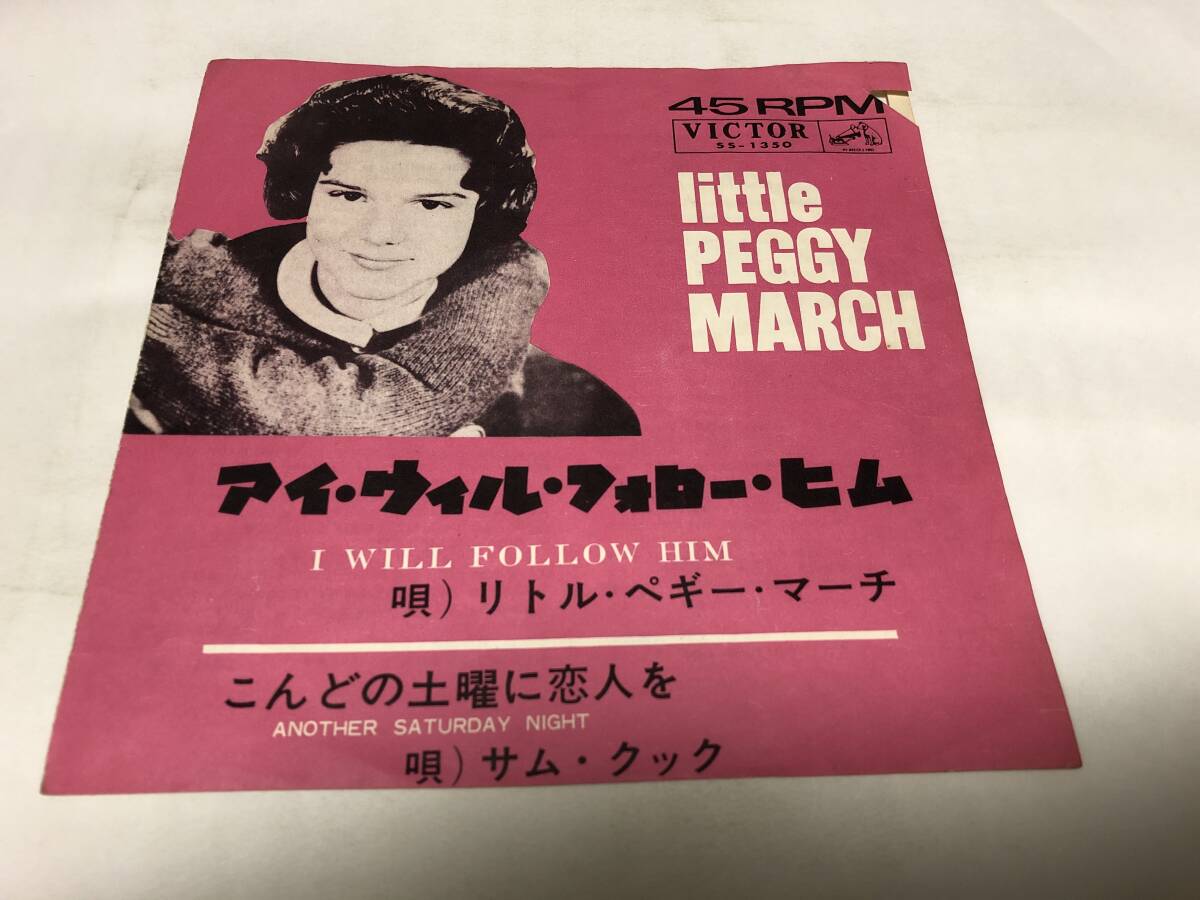 45 RPM
VICTOR
SS-1350
little
PEGGY
MARCH
アイ・ウィル・フォロー・ヒム
I WILL FOLLOW HIM
唄）リトル・ペギー・マーチ
こんどの土曜に恋人を
ANOTHER SATURDAY NIGHT
唄）サム・クック